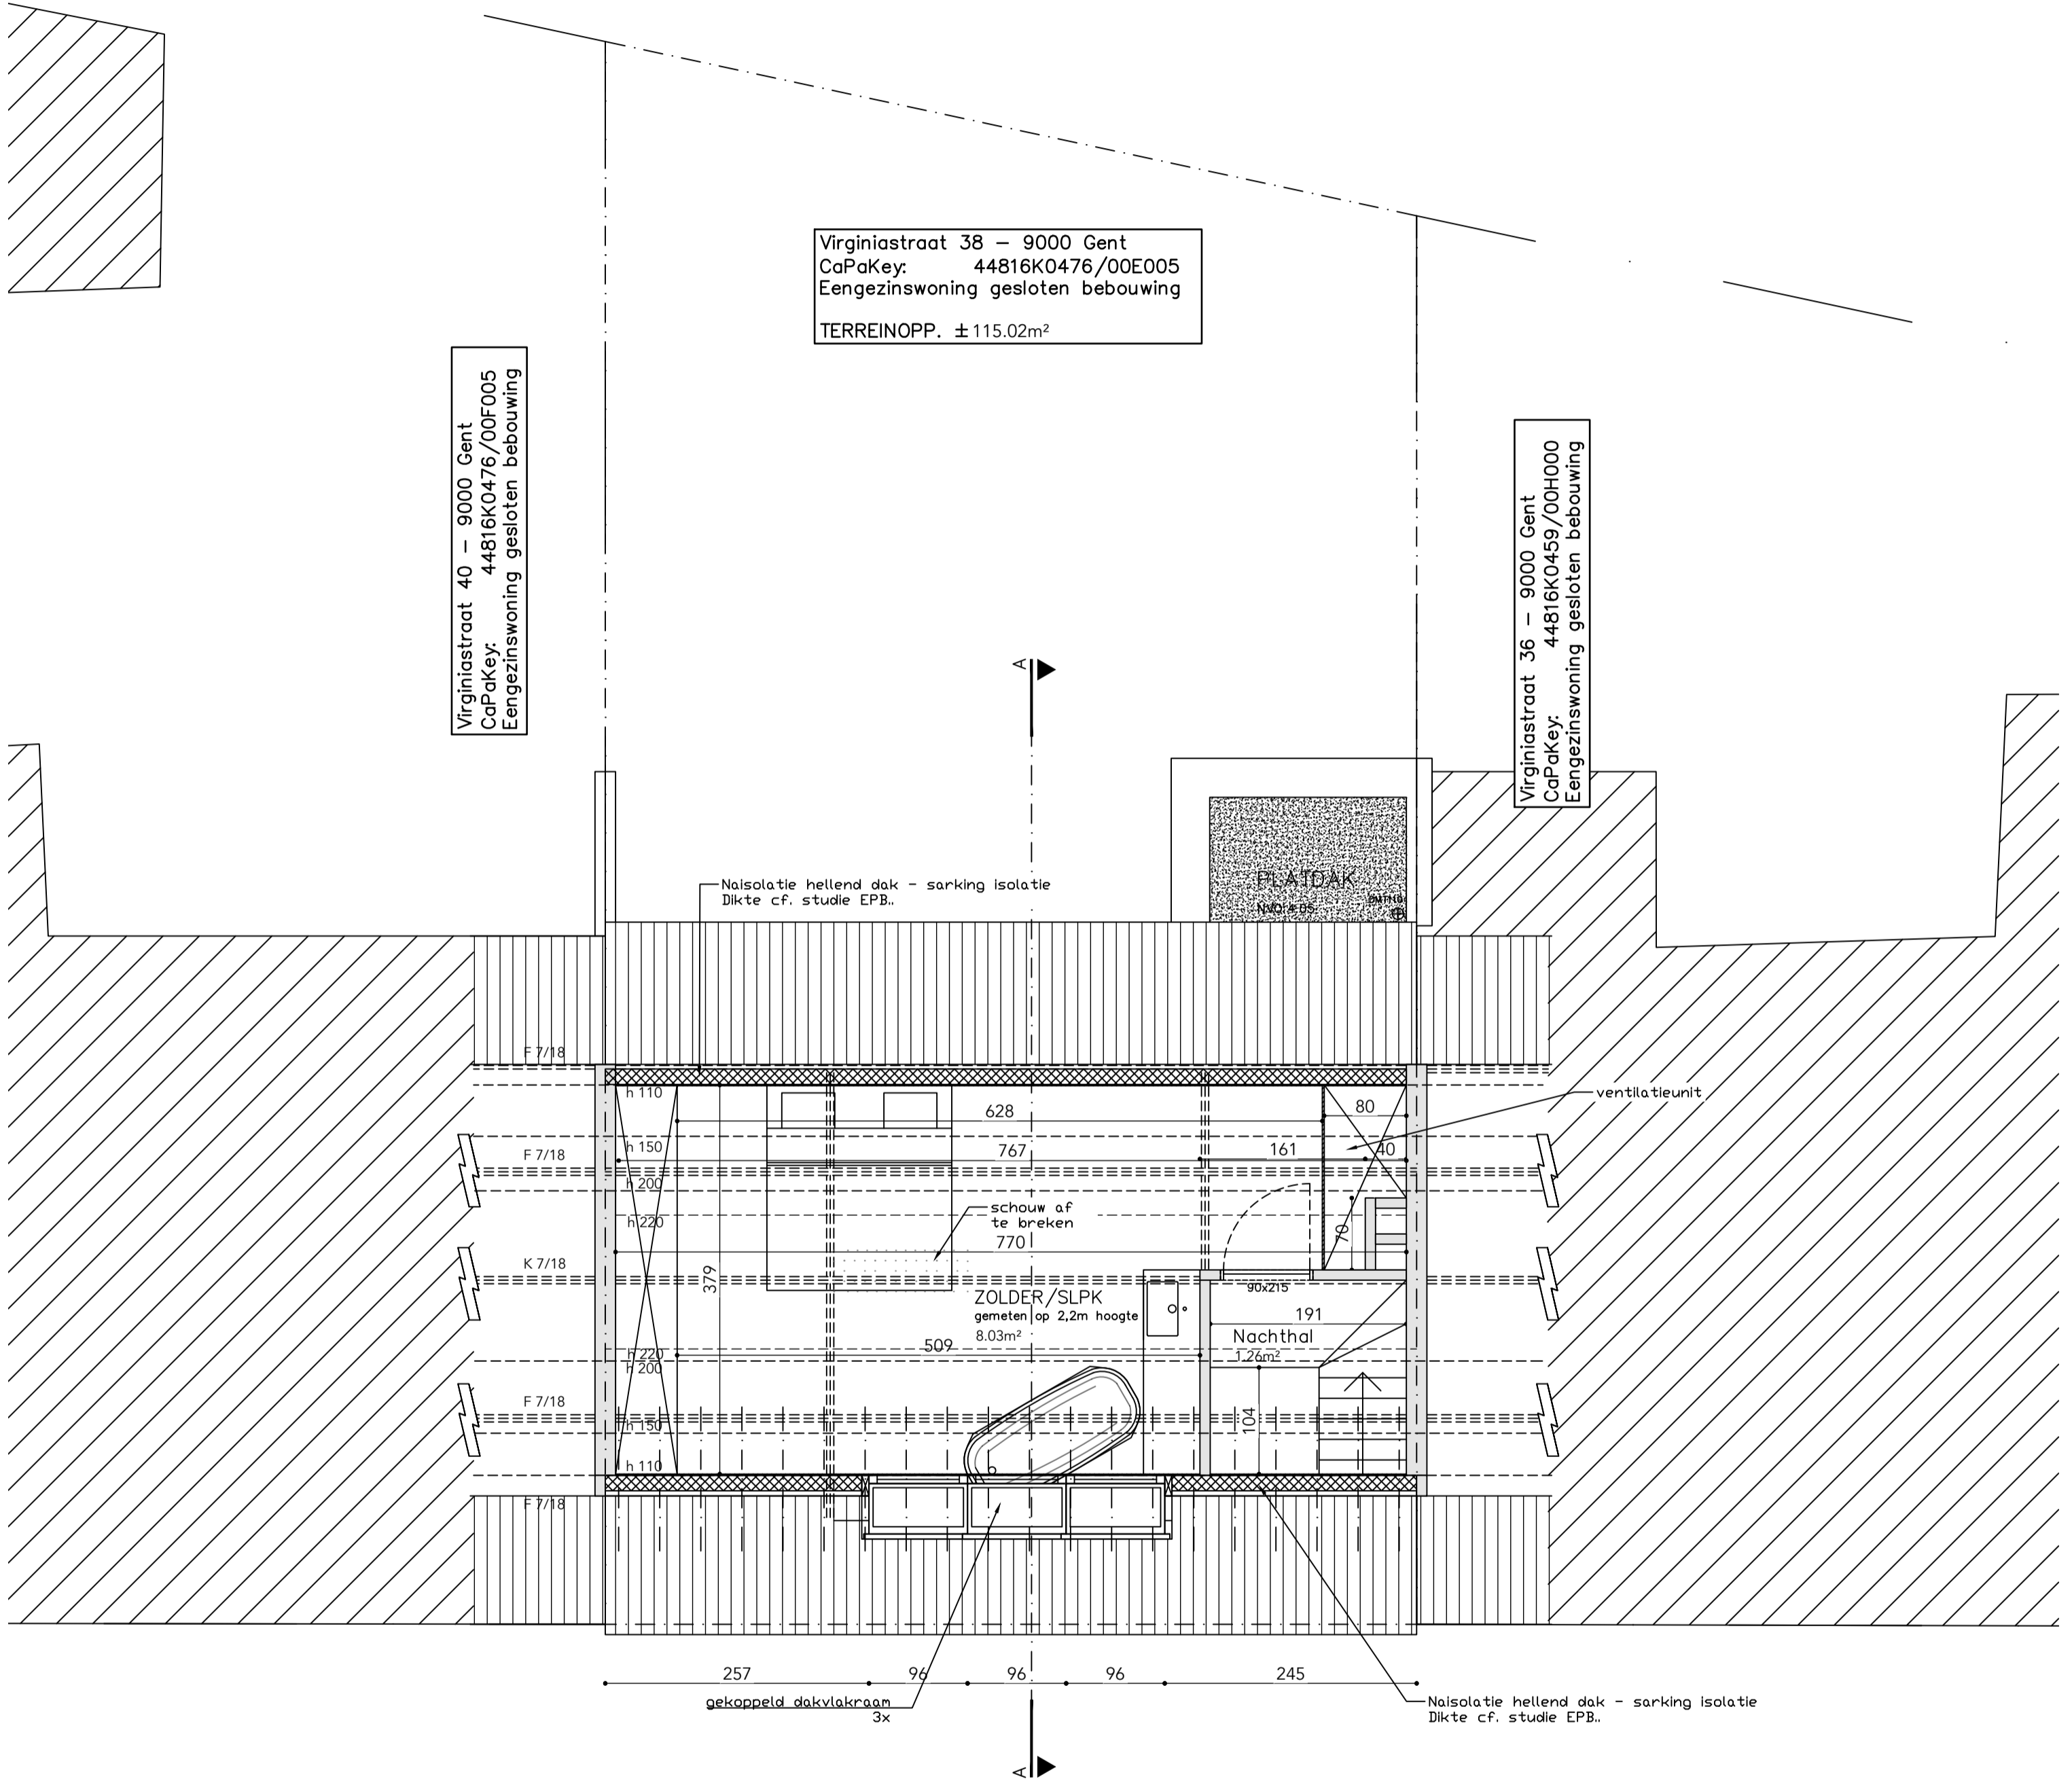 Virginiastraat 38 – 9000 Gent
CaPaKey: 44816K0476/00E005
Eengezinswoning gesloten bebouwing
TERREINOPP. ±115.02m²
Virginiastraat 40 – 9000 Gent
CaPaKey: 44816K0476/00F005
Eengezinswoning gesloten bebouwing
Virginiastraat 36 – 9000 Gent
CaPaKey: 44816K0459/00H000
Eengezinswoning gesloten bebouwing
A
PLATDAK
Naisolatie hellend dak – sarking isolatie
Dikte cf. studie EPB..
F 7/18
h 110
ventilatieunit
628
80
h 150
F 7/18
767
161
40
h 200
schouw af
te breken
h 220
770
70
K 7/18
379
90x215
ZOLDER/SLPK
gemeten op 2,2m hoogte
8.03m²
191
Nachthal
1.26m²
509
h 220
h 200
F 7/18
h 150
104
h 110
F 7/18
257
96
96
96
245
gekoppeld dakvlakraam
3x
Naisolatie hellend dak – sarking isolatie
Dikte cf. studie EPB..
A